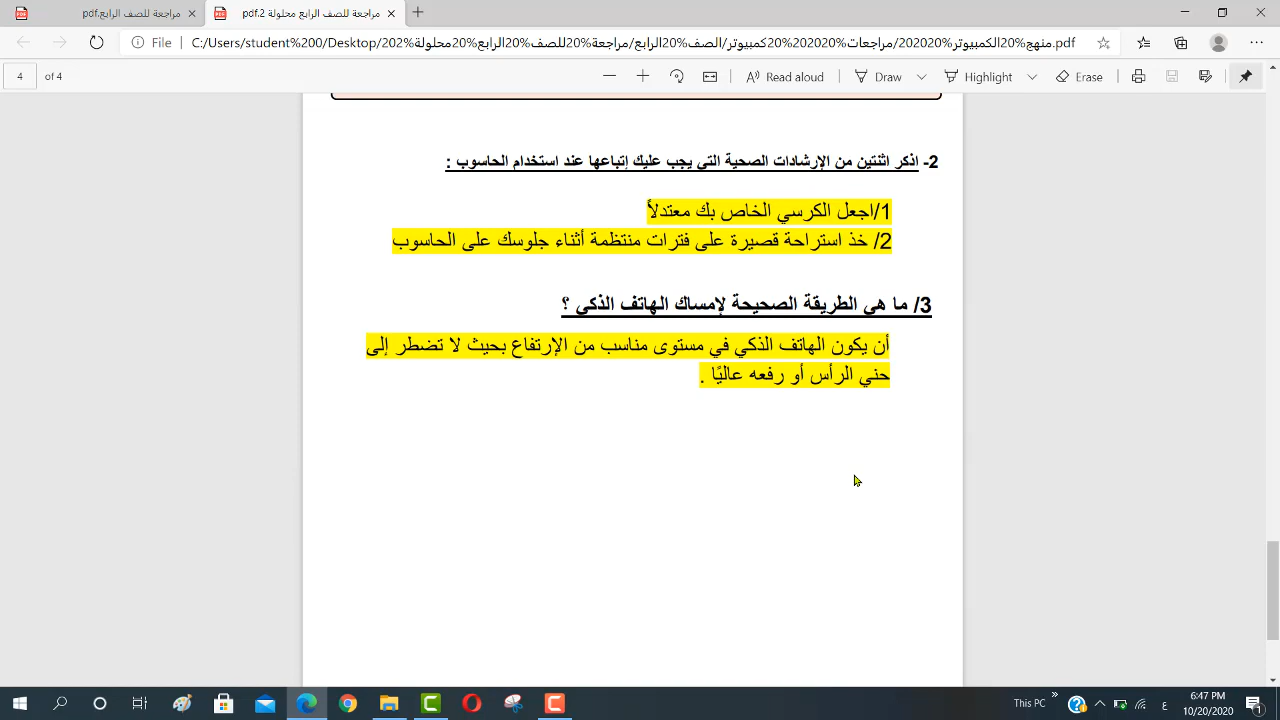 مراجعة للصف الرابع.pdf
مراجعة للصف الرابع محلولة 2.pdf
File
C:/Users/student%200/Desktop/مراجعة%20للصف%20الرابع%20محلولة%202/الصف%20الرابع/مراجعات%202020%20كمبيوتر/منهج%20الكمبيوتر%202020.pdf
4 of 4
Read aloud
Draw
Highlight
Erase
2- اذكر اثنتين من الإرشادات الصحية التي يجب عليك إتباعها عند استخدام الحاسوب :
1/اجعل الكرسي الخاص بك معتدلاً
2/ خذ استراحة قصيرة على فترات منتظمة أثناء جلوسك على الحاسوب
3/ ما هي الطريقة الصحيحة لإمساك الهاتف الذكي ؟
أن يكون الهاتف الذكي في مستوى مناسب من الإرتفاع بحيث لا تضطر إلى
حني الرأس أو رفعه عاليًا .
This PC
ع
6:47 PM
10/20/2020